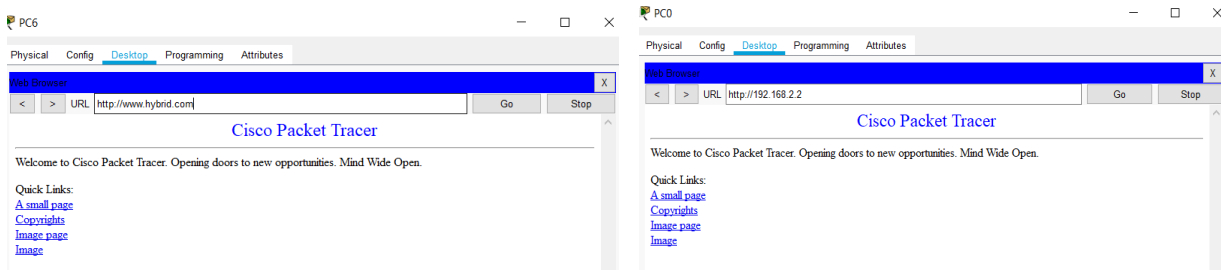 PC6
Physical Config Desktop Programming Attributes
Web Browser
X
< > URL http://www.hybrid.com Go Stop
Cisco Packet Tracer
Welcome to Cisco Packet Tracer. Opening doors to new opportunities. Mind Wide Open.
Quick Links:
A small page
Copyrights
Image page
Image
PC0
Physical Config Desktop Programming Attributes
Web Browser
X
< > URL http://192.168.2.2 Go Stop
Cisco Packet Tracer
Welcome to Cisco Packet Tracer. Opening doors to new opportunities. Mind Wide Open.
Quick Links:
A small page
Copyrights
Image page
Image